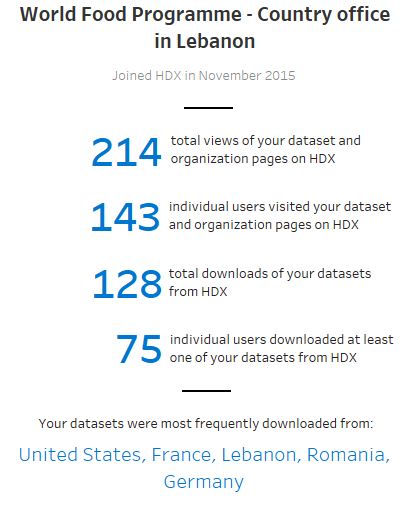 World Food Programme - Country office
in Lebanon
Joined HDX in November 2015
214 total views of your dataset and
organization pages on HDX
143 individual users visited your dataset
and organization pages on HDX
128 total downloads of your datasets
from HDX
75 individual users downloaded at least
one of your datasets from HDX
Your datasets were most frequently downloaded from:
United States, France, Lebanon, Romania,
Germany